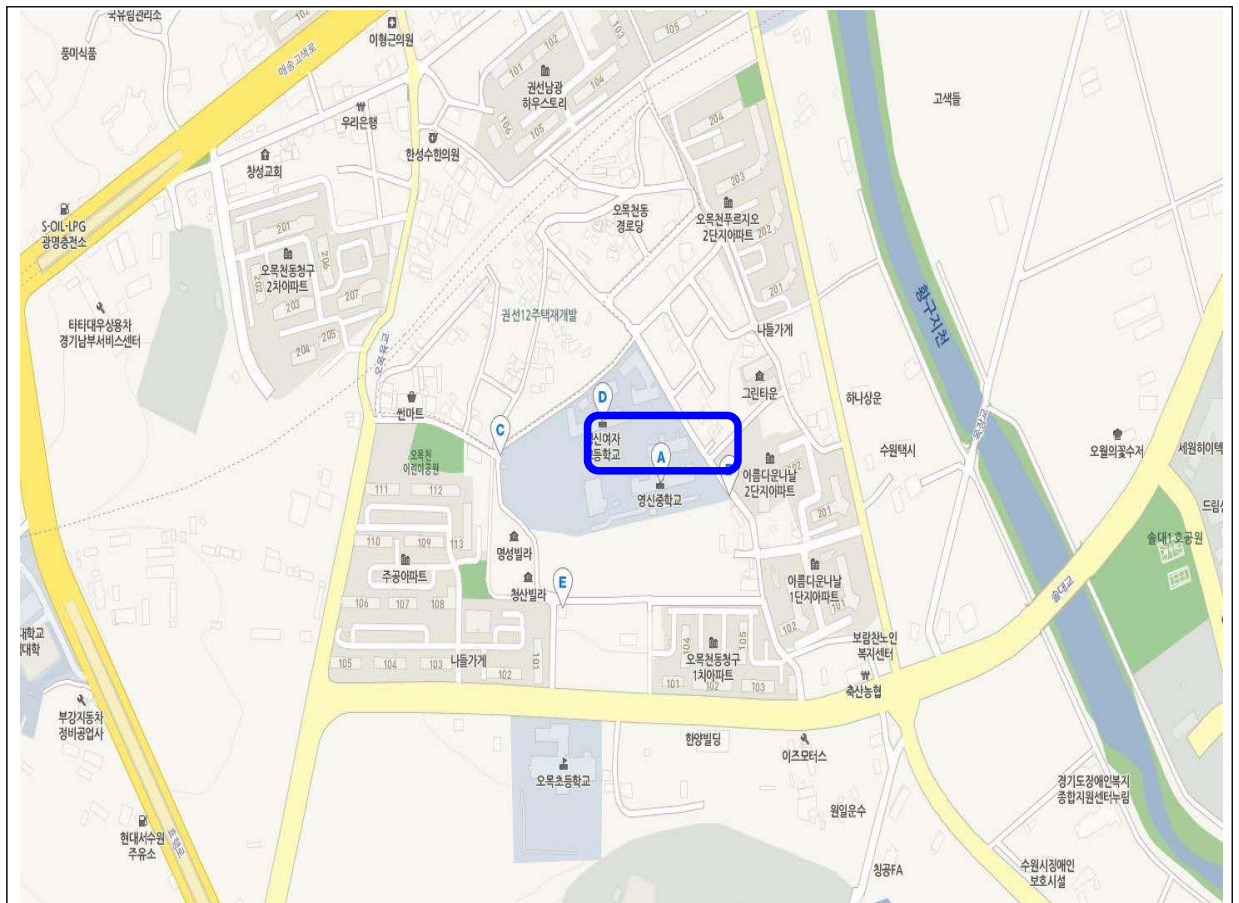 국유림관리소
풍미식품
이형근의원
매송고색로
102
103
105
101
권선남광
하우스토리
104
106
105
우리은행
한성수한의원
창성교회
고색들
204
203
S-OIL-LPG
광명충전소
201
오목천동청구
2차아파트
206
202
203
207
205
204
오목천동
경로당
오목천푸르지오
2단지아파트
202
201
타타대우상용차
경기남부서비스센터
권선12주택재개발
나들가게
황구지천
오목육교
썬마트
D
그린타운
하나상운
목장교
C
A
오목천
어린이공원
영신중학교
아름다운나날
2단지아파트
202
201
수원택시
오월의꽃수저
세원하이텍
111
112
110
109
113
주공아파트
106
107
108
명성빌라
청산빌라
E
아름다운나날
1단지아파트
101
102
솔대1호공원
솔대교
105
104
103
나들가게
102
101
104
105
오목천동청구
1차아파트
101
102
103
보람찬노인
복지센터
축산농협
부강자동차
정비공업사
한양빌딩
이즈모터스
오목초등학교
경기도장애인복지
종합지원센터누림
원일운수
현대서수원
주유소
효행로
칭공FA
수원시장애인
보호시설